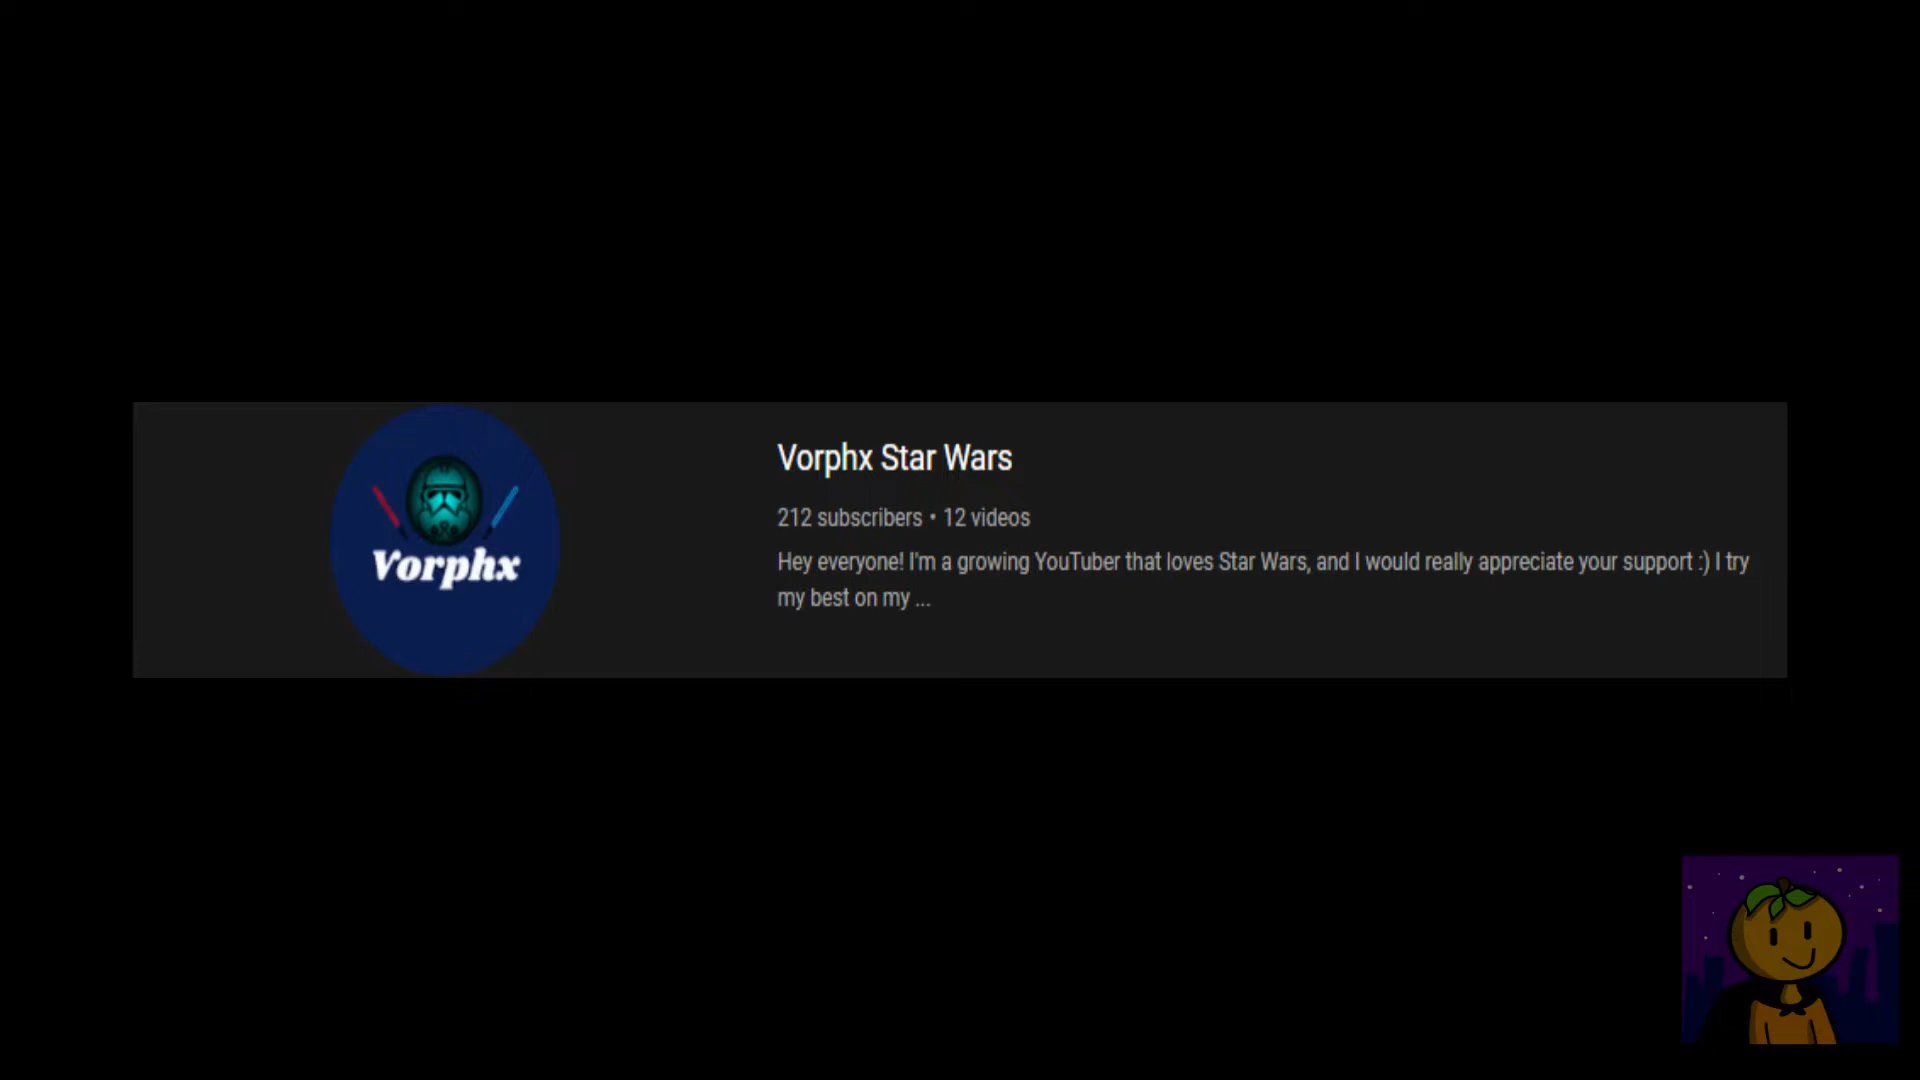 Vorphx
Vorphx Star Wars
212 subscribers • 12 videos
Hey everyone! I'm a growing YouTuber that loves Star Wars, and I would really appreciate your support :) I try
my best on my ...